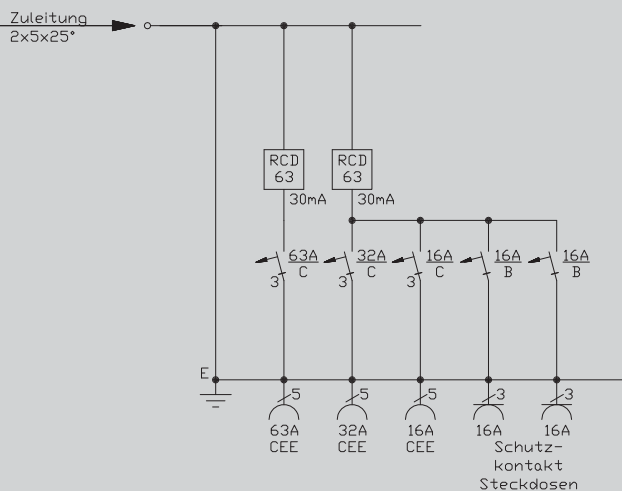 Zuleitung
2x5x25°
RCD
63
30mA
RCD
63
30mA
63A
C
3
32A
C
3
16A
C
3
16A
B
16A
B
E
5
5
5
3
3
63A
CEE
32A
CEE
16A
CEE
16A
16A
Schutz-
kontakt
Steckdosen